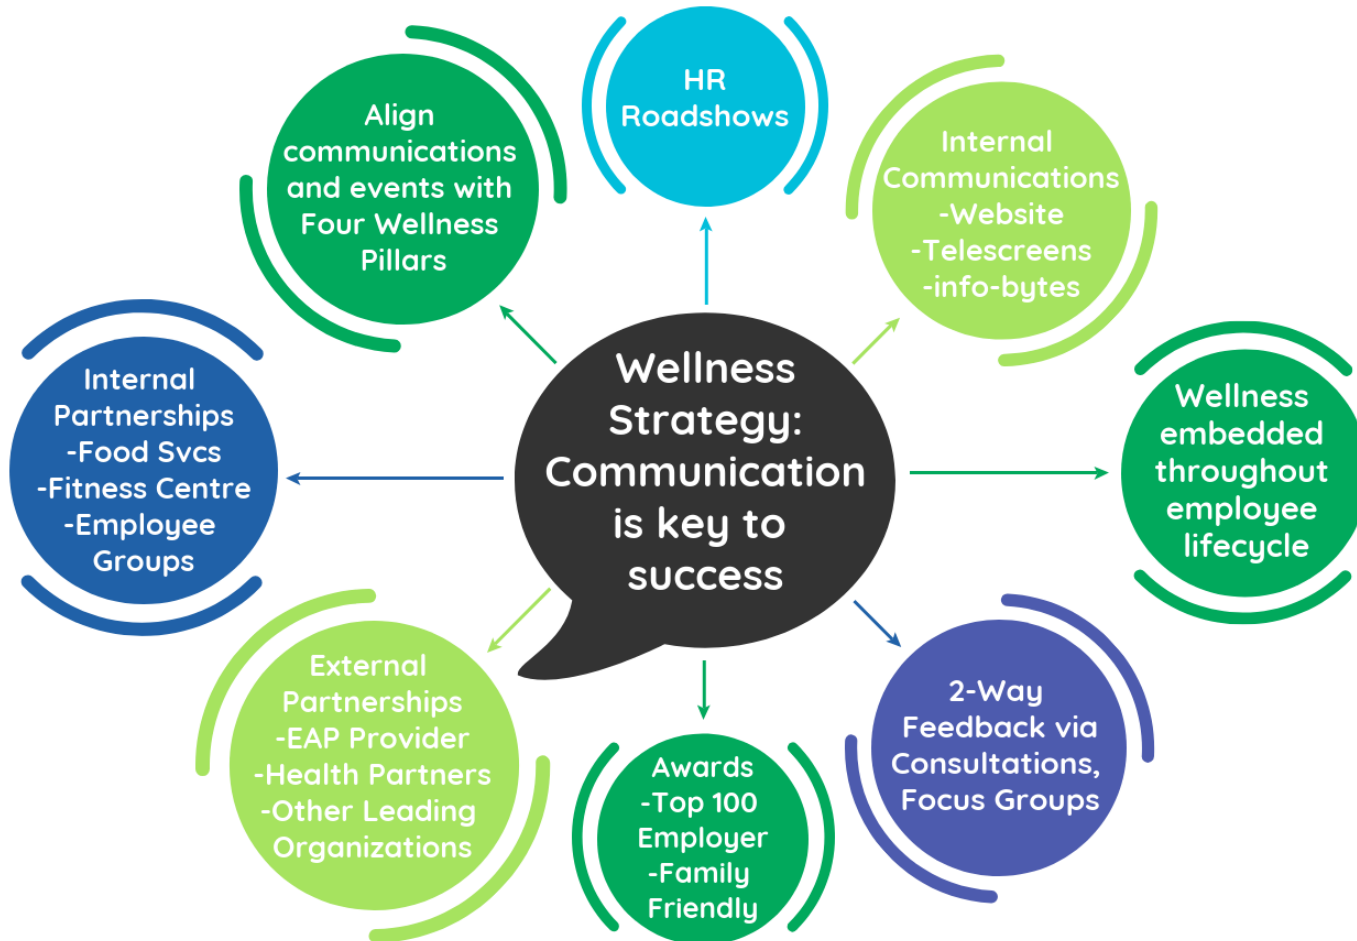 HR
Roadshows
Align
communications
and events with
Four Wellness
Pillars
Internal
Communications
-Website
-Telescreens
-info-bytes
Wellness
Strategy:
Communication
is key to
success
Internal
Partnerships
-Food Svcs
-Fitness Centre
-Employee
Groups
Wellness
embedded
throughout
employee
lifecycle
External
Partnerships
-EAP Provider
-Health Partners
-Other Leading
Organizations
2-Way
Feedback via
Consultations,
Focus Groups
Awards
-Top 100
Employer
-Family
Friendly